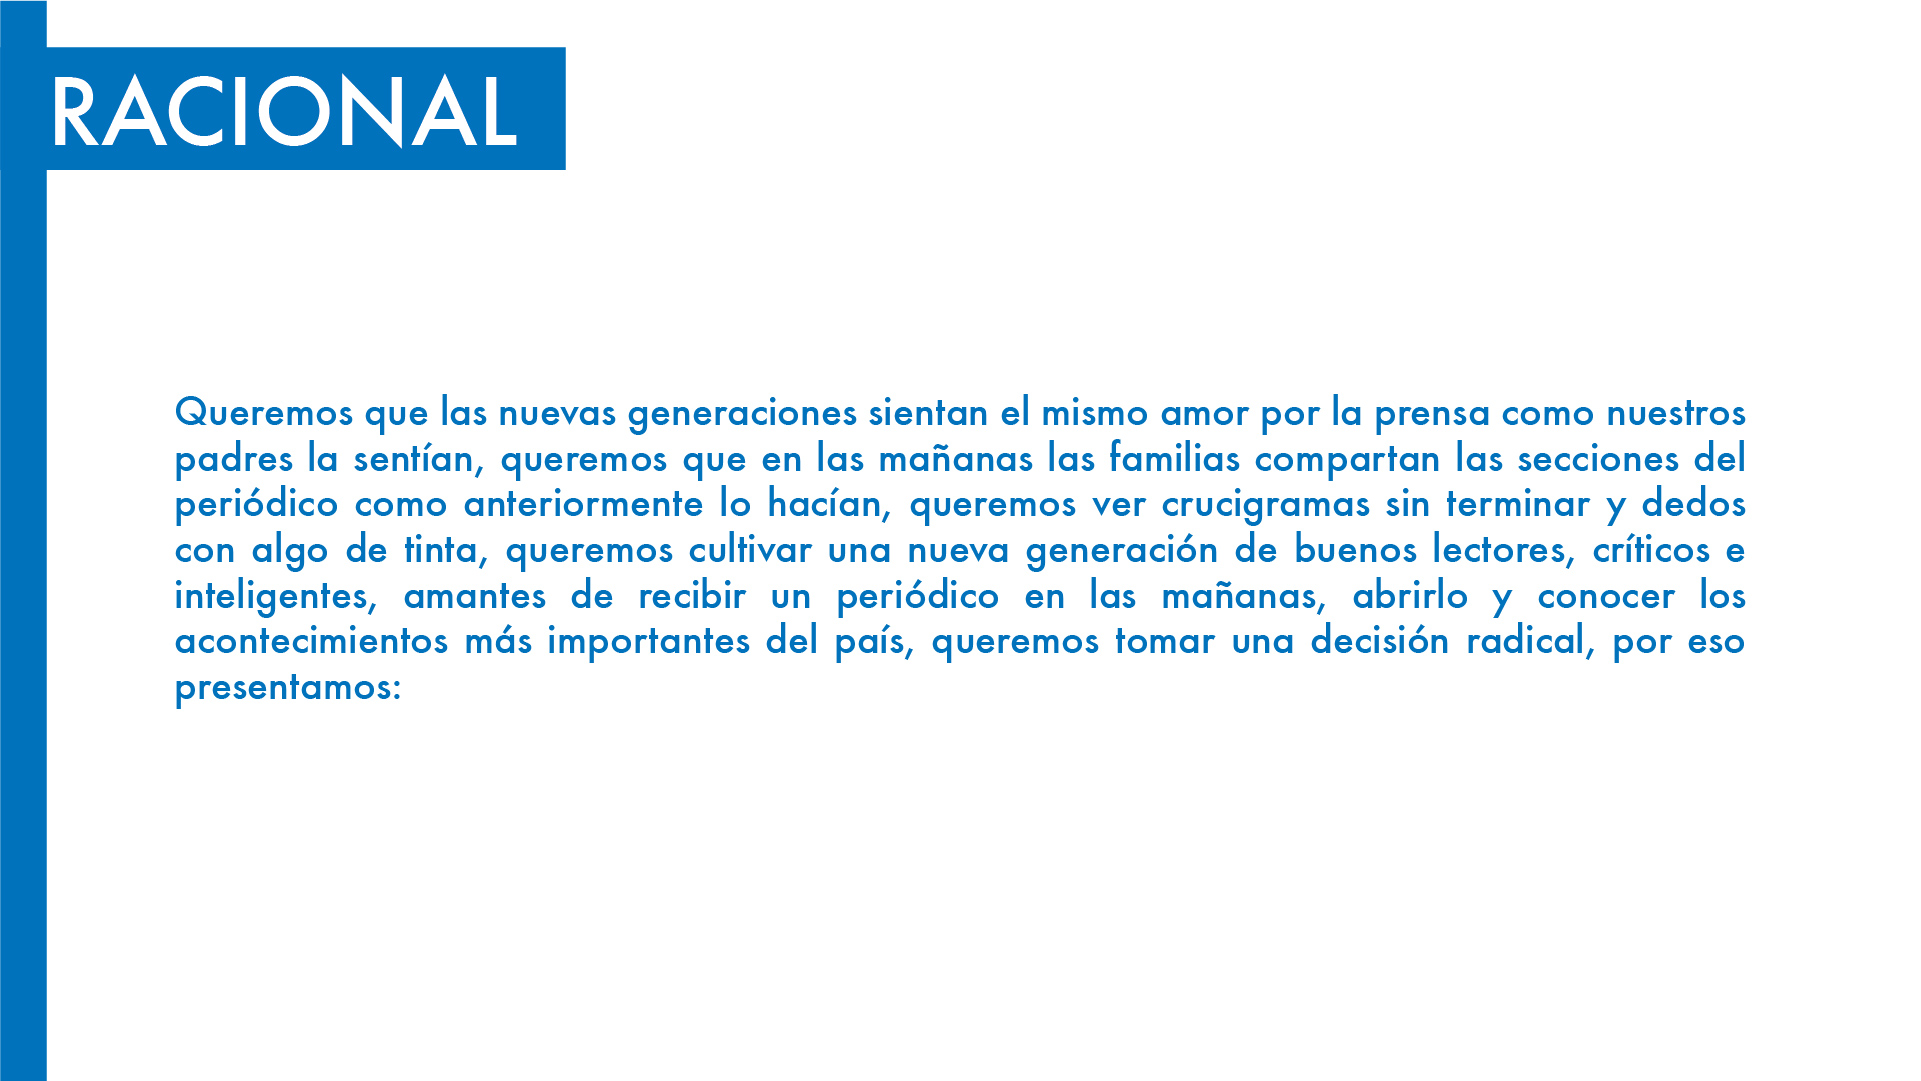 RACIONAL
Queremos que las nuevas generaciones sientan el mismo amor por la prensa como nuestros
padres la sentían, queremos que en las mañanas las familias compartan las secciones del
periódico como anteriormente lo hacían, queremos ver crucigramas sin terminar y dedos
con algo de tinta, queremos cultivar una nueva generación de buenos lectores, críticos e
inteligentes, amantes de recibir un periódico en las mañanas, abrirlo y conocer los
acontecimientos más importantes del país, queremos tomar una decisión radical, por eso
presentamos: